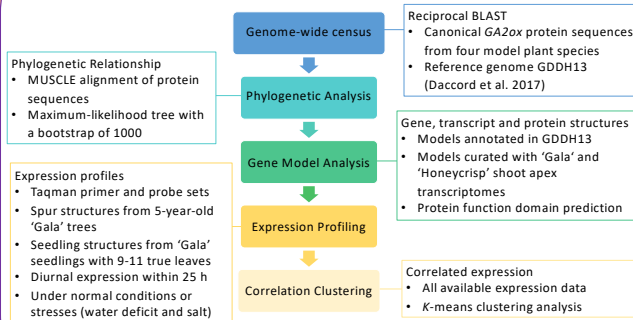 Genome-wide census
Reciprocal BLAST
• Canonical GA2ox protein sequences
from four model plant species
• Reference genome GDDH13
(Daccord et al. 2017)
Phylogenetic Relationship
• MUSCLE alignment of protein
sequences
• Maximum-likelihood tree with
a bootstrap of 1000
Phylogenetic Analysis
Gene Model Analysis
Gene, transcript and protein structures
• Models annotated in GDDH13
• Models curated with ‘Gala’ and
‘Honeycrisp’ shoot apex
transcriptomes
• Protein function domain prediction
Expression profiles
• Taqman primer and probe sets
• Spur structures from 5-year-old
‘Gala’ trees
• Seedling structures from ‘Gala’
seedlings with 9-11 true leaves
• Diurnal expression within 25 h
• Under normal conditions or
stresses (water deficit and salt)
Expression Profiling
Correlation Clustering
Correlated expression
• All available expression data
• K-means clustering analysis